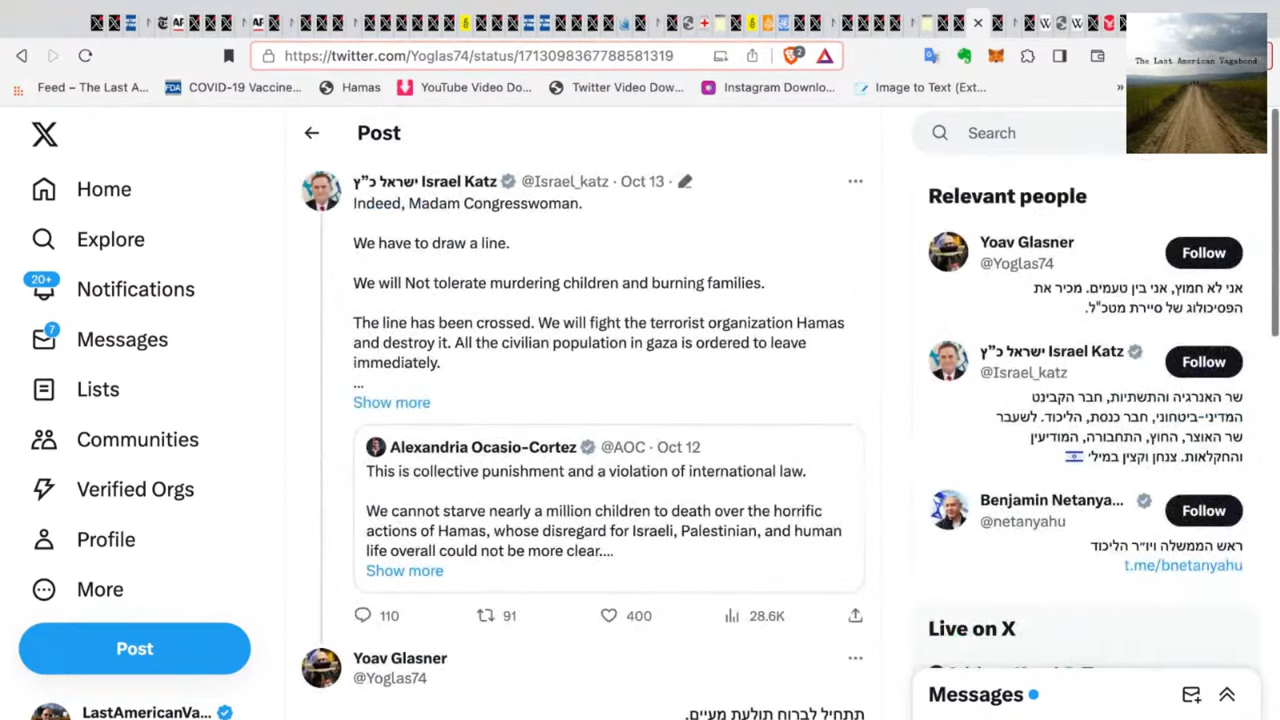 https://twitter.com/Yoglas74/status/1713098367788581319
2
The Last American Vagabond
Feed – The Last A...
FDA COVID-19 Vaccine...
Hamas
YouTube Video Do...
Twitter Video Dow...
Instagram Downlo...
Image to Text (Ext...
»
Home
Explore
20+
Notifications
7
Messages
Lists
Communities
Verified Orgs
Profile
More
Post
LastAmericanVa...
Post
ישראל כ”ץ Israel Katz @Israel_katz · Oct 13 ·
Indeed, Madam Congresswoman.
We have to draw a line.
We will Not tolerate murdering children and burning families.
The line has been crossed. We will fight the terrorist organization Hamas
and destroy it. All the civilian population in gaza is ordered to leave
immediately.
...
Show more
Alexandria Ocasio-Cortez @AOC · Oct 12
This is collective punishment and a violation of international law.
We cannot starve nearly a million children to death over the horrific
actions of Hamas, whose disregard for Israeli, Palestinian, and human
life overall could not be more clear....
Show more
110
91
400
28.6K
Yoav Glasner
@Yoglas74
תתחיל לברוח תולעת מעיים.
Search
Relevant people
Yoav Glasner
@Yoglas74
Follow
אני לא חמוץ, אני בין טעמים. מכיר את
הפסיכולוג של סיירת מטכ"ל.
ישראל כ”ץ Israel Katz
@Israel_katz
Follow
שר האנרגיה והתשתיות, חבר הקבינט
המדיני-ביטחוני, חבר כנסת, הליכוד. לשעבר
שר האוצר, החוץ, התחבורה, המודיעין
והחקלאות. צנחן וקצין במיל׳
Benjamin Netanya...
@netanyahu
Follow
ראש הממשלה ויו״ר הליכוד
t.me/bnetanyahu
Live on X
Messages